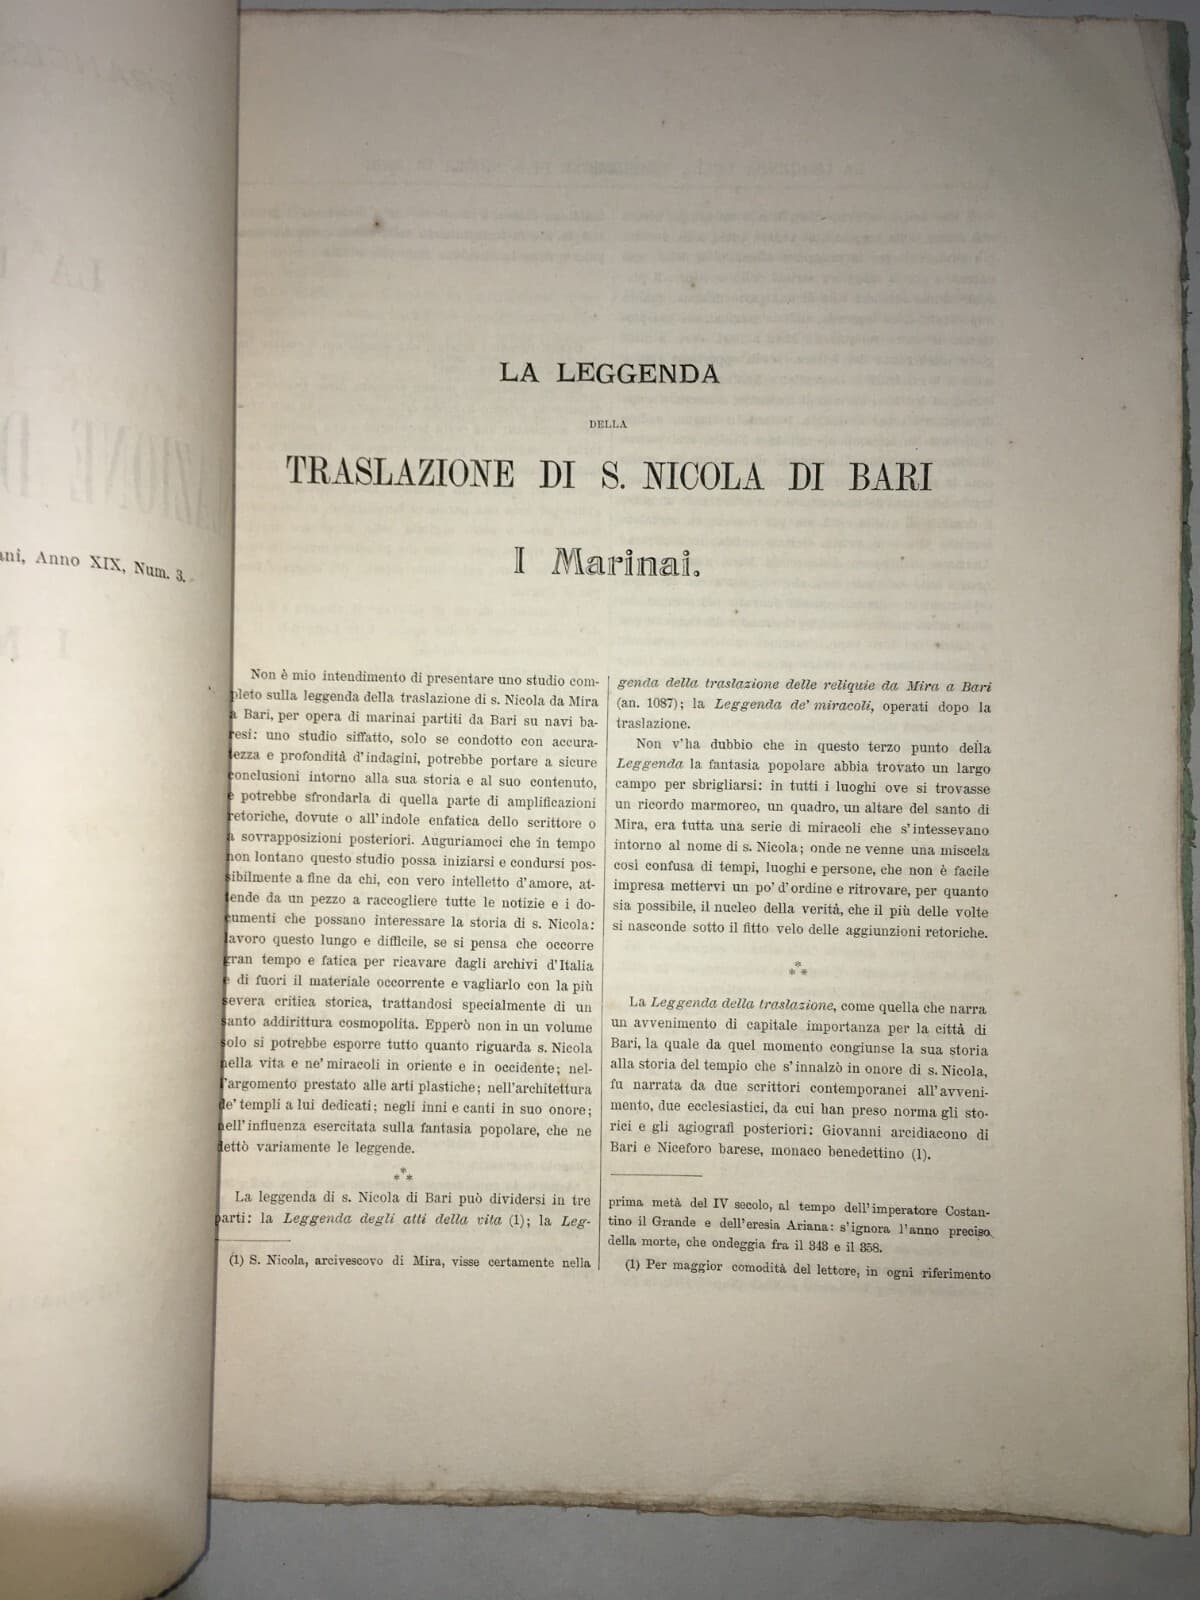 ani, Anno XIX, Num. 3.
LA LEGGENDA
DELLA
TRASLAZIONE DI S. NICOLA DI BARI
I Marinai.
Non è mio intendimento di presentare uno studio com-
pleto sulla leggenda della traslazione di s. Nicola da Mira
a Bari, per opera di marinai partiti da Bari su navi ba-
resi: uno studio siffatto, solo se condotto con accura-
tezza e profondità d'indagini, potrebbe portare a sicure
conclusioni intorno alla sua storia e al suo contenuto,
e potrebbe sfrondarla di quella parte di amplificazioni
retoriche, dovute o all'indole enfatica dello scrittore o
a sovrapposizioni posteriori. Auguriamoci che in tempo
non lontano questo studio possa iniziarsi e condursi pos-
sibilmente a fine da chi, con vero intelletto d'amore, at-
tende da un pezzo a raccogliere tutte le notizie e i do-
cumenti che possano interessare la storia di s. Nicola:
lavoro questo lungo e difficile, se si pensa che occorre
gran tempo e fatica per ricavare dagli archivi d'Italia
e di fuori il materiale occorrente e vagliarlo con la più
severa critica storica, trattandosi specialmente di un
santo addirittura cosmopolita. Epperò non in un volume
solo si potrebbe esporre tutto quanto riguarda s. Nicola
nella vita e ne' miracoli in oriente e in occidente; nel-
l'argomento prestato alle arti plastiche; nell'architettura
de' templi a lui dedicati; negli inni e canti in suo onore;
nell'influenza esercitata sulla fantasia popolare, che ne
dettò variamente le leggende.
***
La leggenda di s. Nicola di Bari può dividersi in tre
parti: la Leggenda degli atti della vita (1); la Leg-
(1) S. Nicola, arcivescovo di Mira, visse certamente nella
genda della traslazione delle reliquie da Mira a Bari
(an. 1087); la Leggenda de' miracoli, operati dopo la
traslazione.
Non v'ha dubbio che in questo terzo punto della
Leggenda la fantasia popolare abbia trovato un largo
campo per sbrigliarsi: in tutti i luoghi ove si trovasse
un ricordo marmoreo, un quadro, un altare del santo di
Mira, era tutta una serie di miracoli che s'intessevano
intorno al nome di s. Nicola; onde ne venne una miscela
così confusa di tempi, luoghi e persone, che non è facile
impresa mettervi un po' d'ordine e ritrovare, per quanto
sia possibile, il nucleo della verità, che il più delle volte
si nasconde sotto il fitto velo delle aggiunzioni retoriche.
***
La Leggenda della traslazione, come quella che narra
un avvenimento di capitale importanza per la città di
Bari, la quale da quel momento congiunse la sua storia
alla storia del tempio che s'innalzò in onore di s. Nicola,
fu narrata da due scrittori contemporanei all'avveni-
mento, due ecclesiastici, da cui han preso norma gli sto-
rici e gli agiografi posteriori: Giovanni arcidiacono di
Bari e Niceforo barese, monaco benedettino (1).
prima metà del IV secolo, al tempo dell'imperatore Costan-
tino il Grande e dell'eresia Ariana: s'ignora l'anno preciso
della morte, che ondeggia fra il 343 e il 358.
(1) Per maggior comodità del lettore, in ogni riferimento